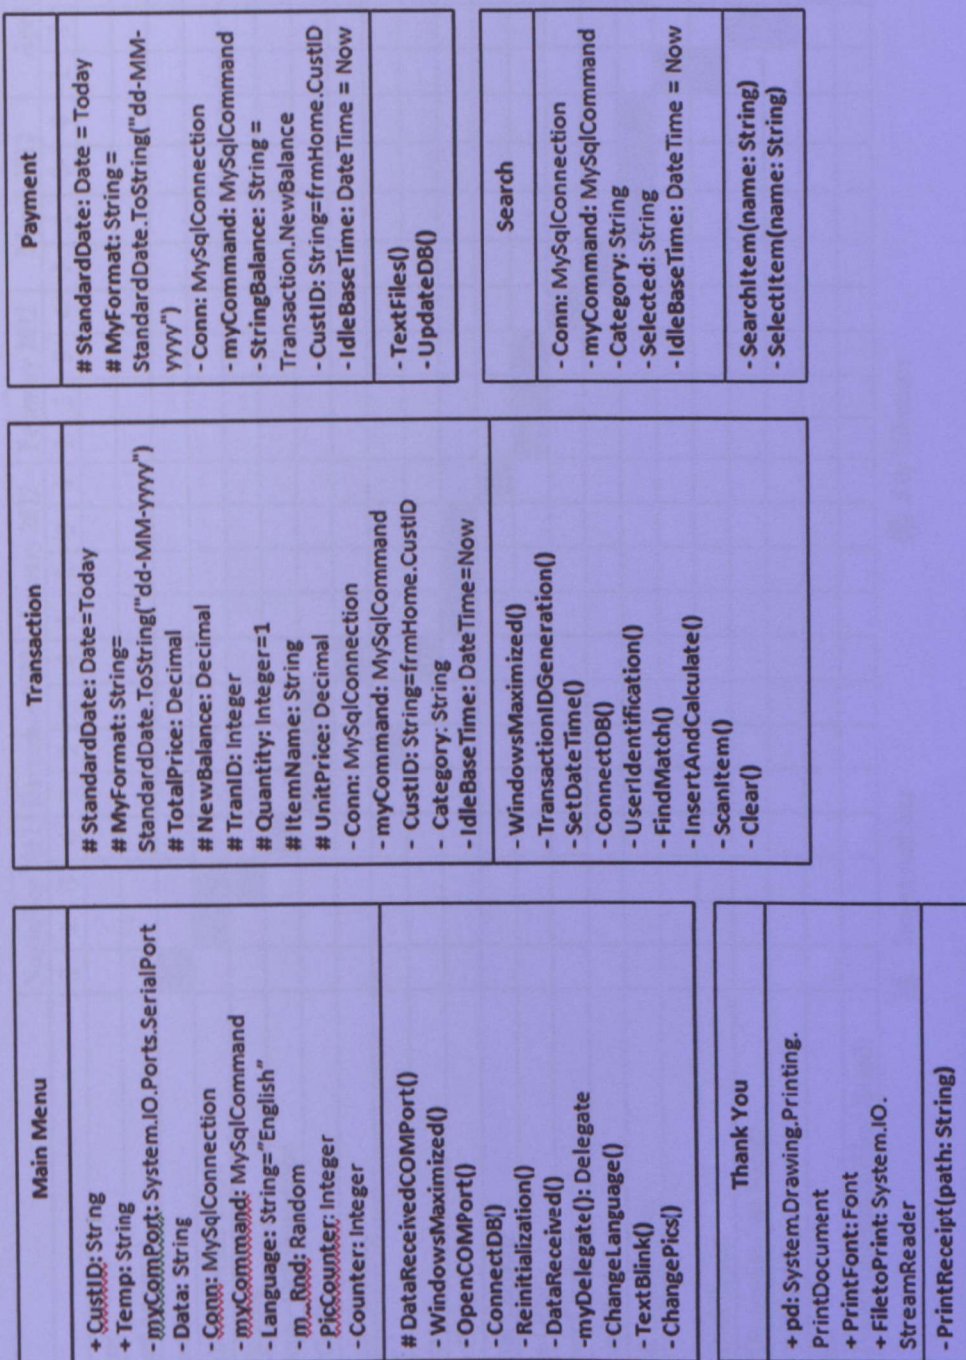 Main Menu
+ CustID: String
+ Temp: String
- myComPort: System.IO.Ports.SerialPort
- Data: String
- Conn: MySqlConnection
- myCommand: MySqlCommand
- Language: String="English"
- m_Rnd: Random
- PicCounter: Integer
- Counter: Integer
# DataReceivedCOMPort()
- WindowsMaximized()
- OpenCOMPort()
- ConnectDB()
- Reinitialization()
- DataReceived()
-myDelegate(): Delegate
- ChangeLanguage()
- TextBlink()
- ChangePics()
Thank You
+ pd: System.Drawing.Printing.
PrintDocument
+ PrintFont: Font
+ FiletoPrint: System.IO.
StreamReader
- PrintReceipt(path: String)
Transaction
# StandardDate: Date=Today
# MyFormat: String=
StandardDate.ToString("dd-MM-yyyy")
# TotalPrice: Decimal
# NewBalance: Decimal
# TranID: Integer
# Quantity: Integer=1
# ItemName: String
# UnitPrice: Decimal
- Conn: MySqlConnection
- myCommand: MySqlCommand
- CustID: String=frmHome.CustID
- Category: String
- IdleBaseTime: DateTime=Now
- WindowsMaximized()
- TransactionIDGeneration()
- SetDateTime()
- ConnectDB()
- UserIdentification()
- FindMatch()
- InsertAndCalculate()
- ScanItem()
- Clear()
Payment
# StandardDate: Date = Today
# MyFormat: String =
StandardDate.ToString("dd-MM-
yyyy")
- Conn: MySqlConnection
- myCommand: MySqlCommand
- StringBalance: String =
Transaction.NewBalance
- CustID: String=frmHome.CustID
- IdleBaseTime: DateTime = Now
- TextFiles()
- UpdateDB()
Search
- Conn: MySqlConnection
- myCommand: MySqlCommand
- Category: String
- Selected: String
- IdleBaseTime: DateTime = Now
- SearchItem(name: String)
- SelectItem(name: String)